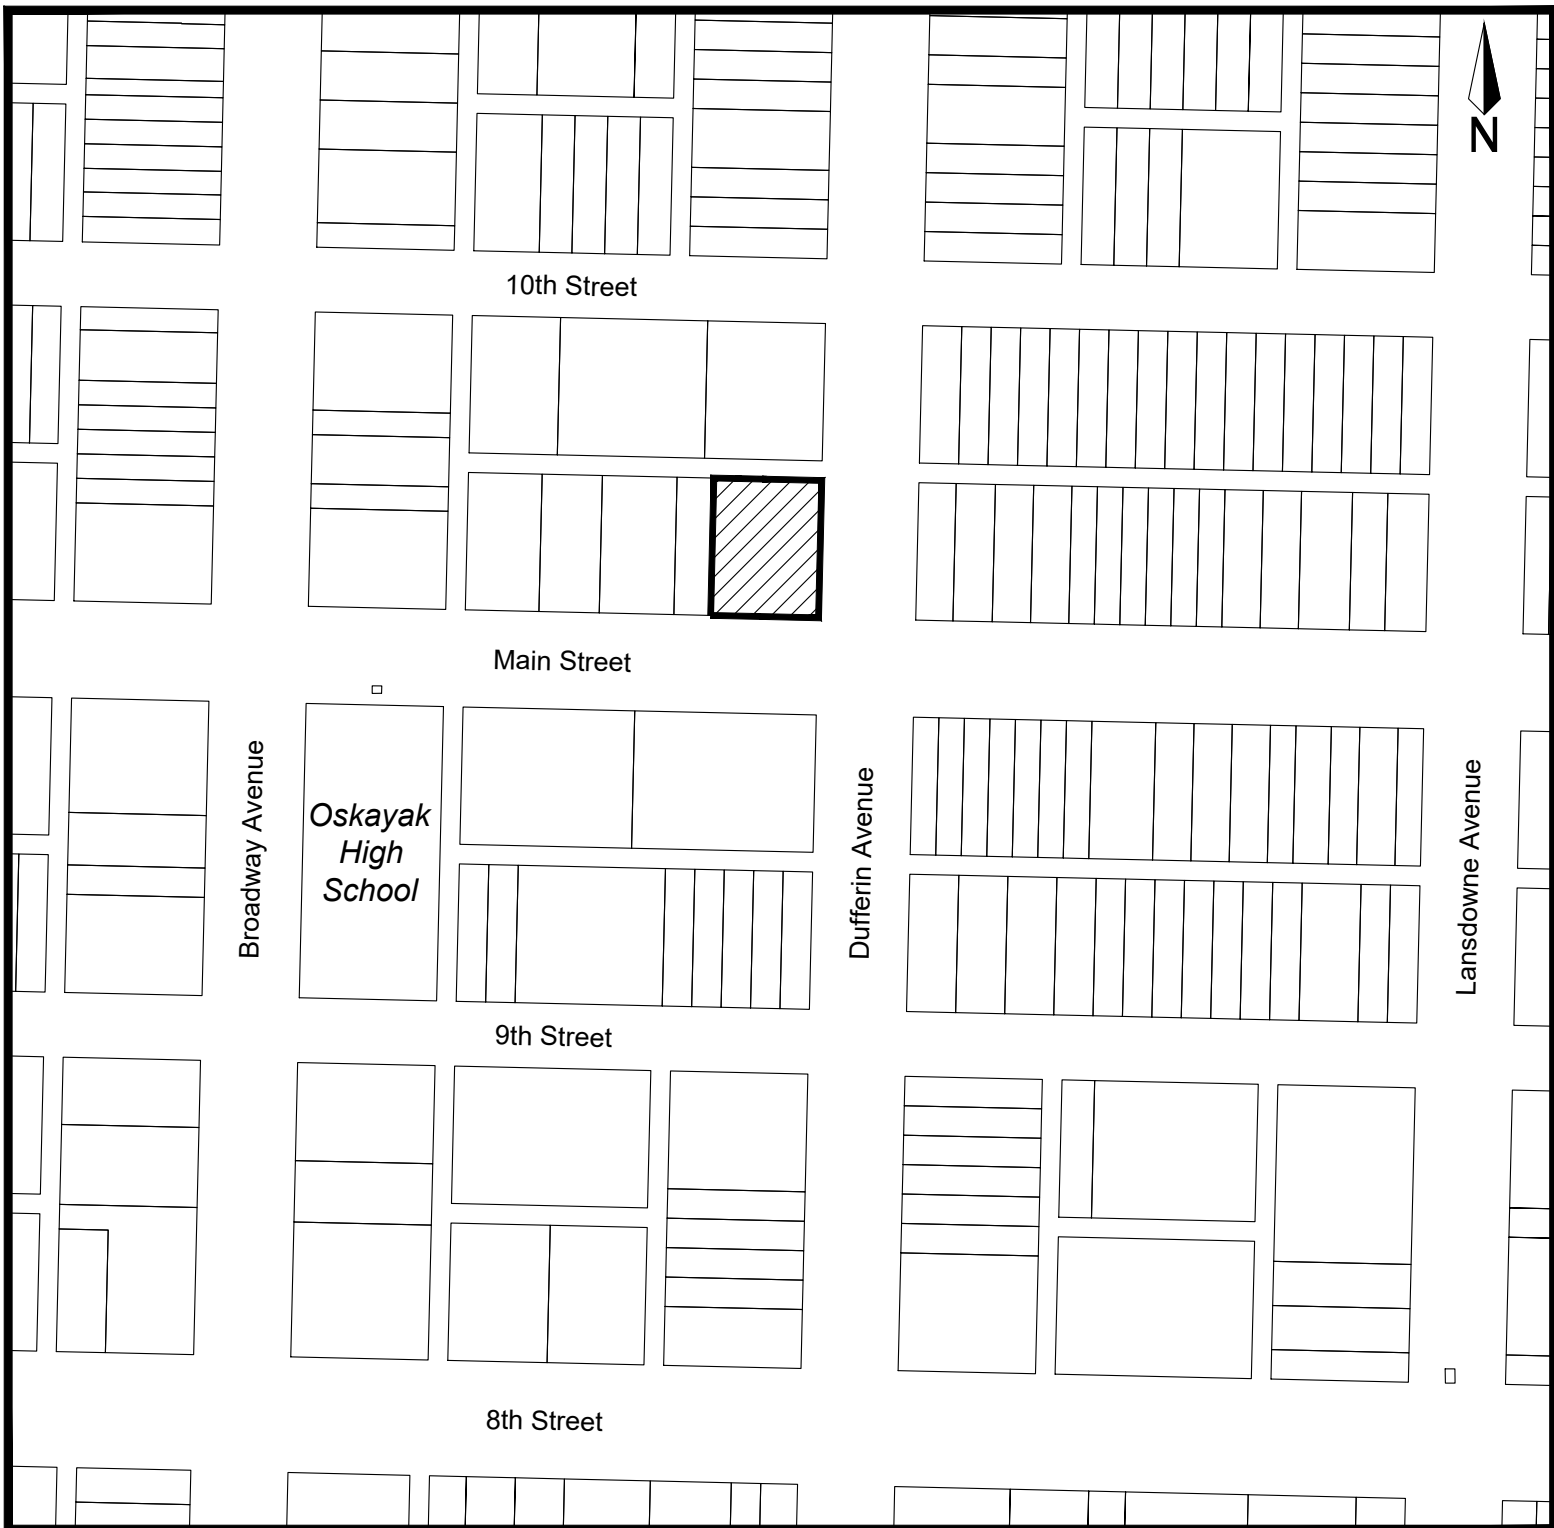 N
10th Street
Main Street
Broadway Avenue
Oskayak
High
School
Dufferin Avenue
Lansdowne Avenue
9th Street
8th Street